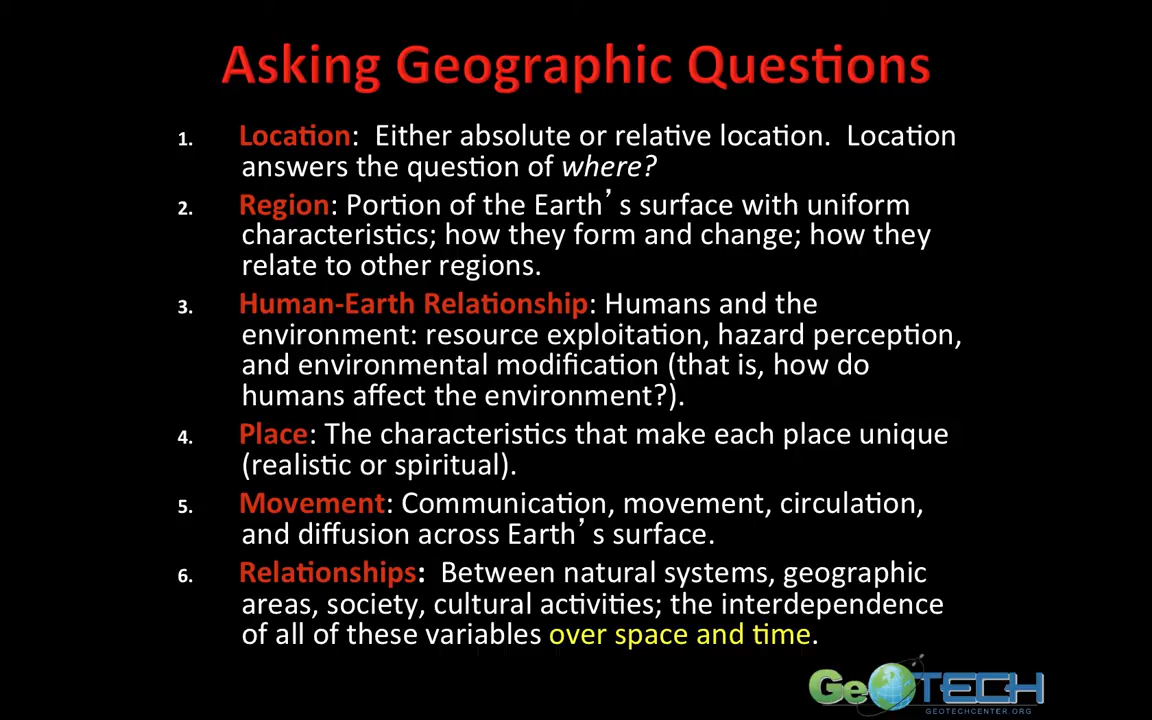 Asking Geographic Questions
1. Location:  Either absolute or relative location.  Location
answers the question of where?
2. Region: Portion of the Earth’s surface with uniform
characteristics; how they form and change; how they
relate to other regions.
3. Human-Earth Relationship: Humans and the
environment: resource exploitation, hazard perception,
and environmental modification (that is, how do
humans affect the environment?).
4. Place: The characteristics that make each place unique
(realistic or spiritual).
5. Movement: Communication, movement, circulation,
and diffusion across Earth’s surface.
6. Relationships:  Between natural systems, geographic
areas, society, cultural activities; the interdependence
of all of these variables over space and time.
GeoTECH
GEOTECHCENTER.ORG